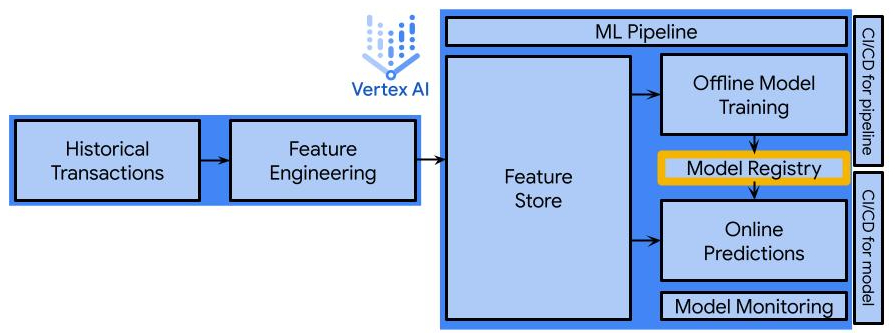 Vertex AI
Historical
Transactions
Feature
Engineering
ML Pipeline
Feature
Store
Offline Model
Training
Model Registry
Online
Predictions
Model Monitoring
CI/CD for pipeline
CI/CD for model